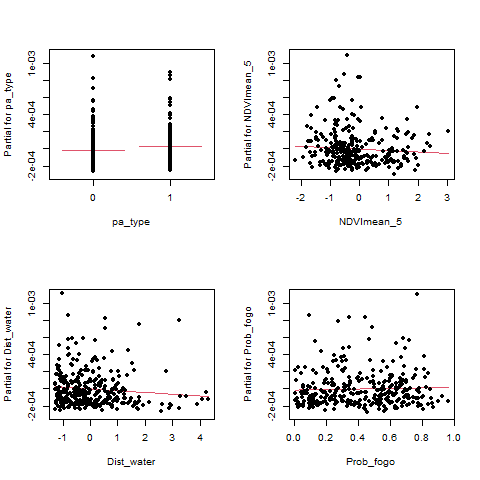 Partial for pa_type
-2e-04 4e-04 1e-03
0 1
pa_type
Partial for NDVImean_5
-2e-04 4e-04 1e-03
-2 -1 0 1 2 3
NDVImean_5
Partial for Dist_water
-2e-04 4e-04 1e-03
-1 0 1 2 3 4
Dist_water
Partial for Prob_fogo
-2e-04 4e-04 1e-03
0.0 0.2 0.4 0.6 0.8 1.0
Prob_fogo